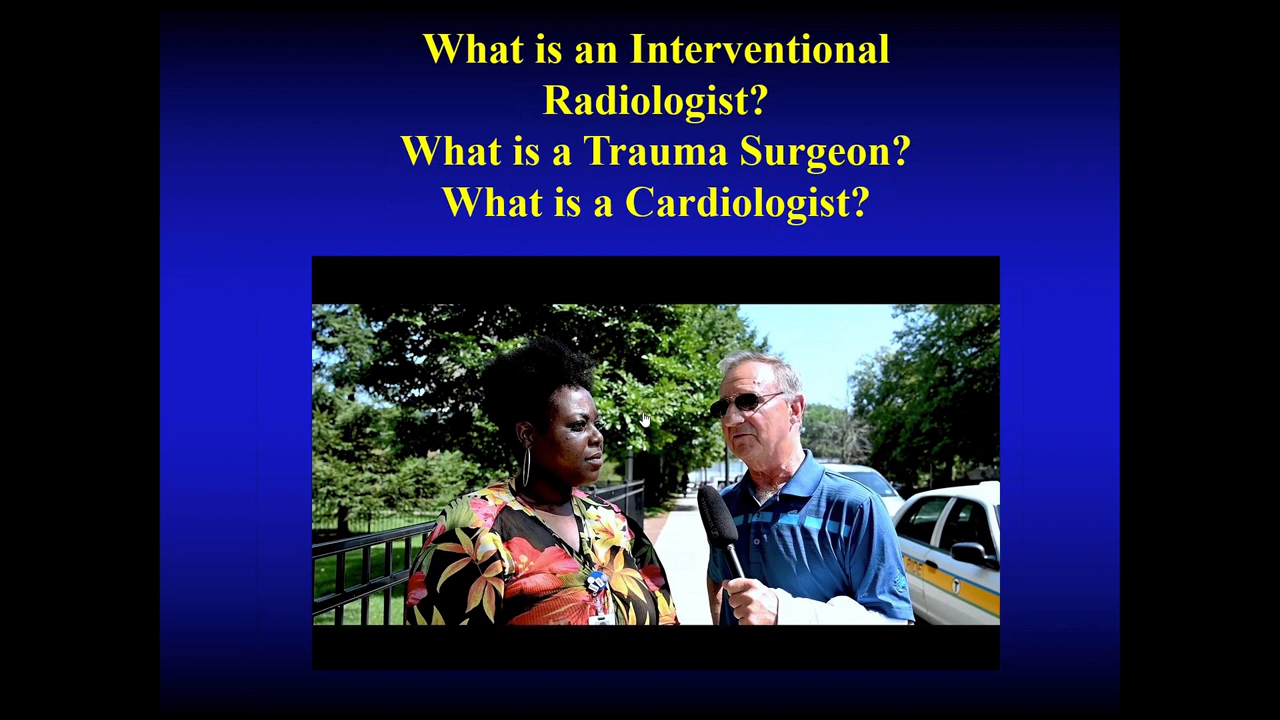 What is an Interventional
Radiologist?
What is a Trauma Surgeon?
What is a Cardiologist?